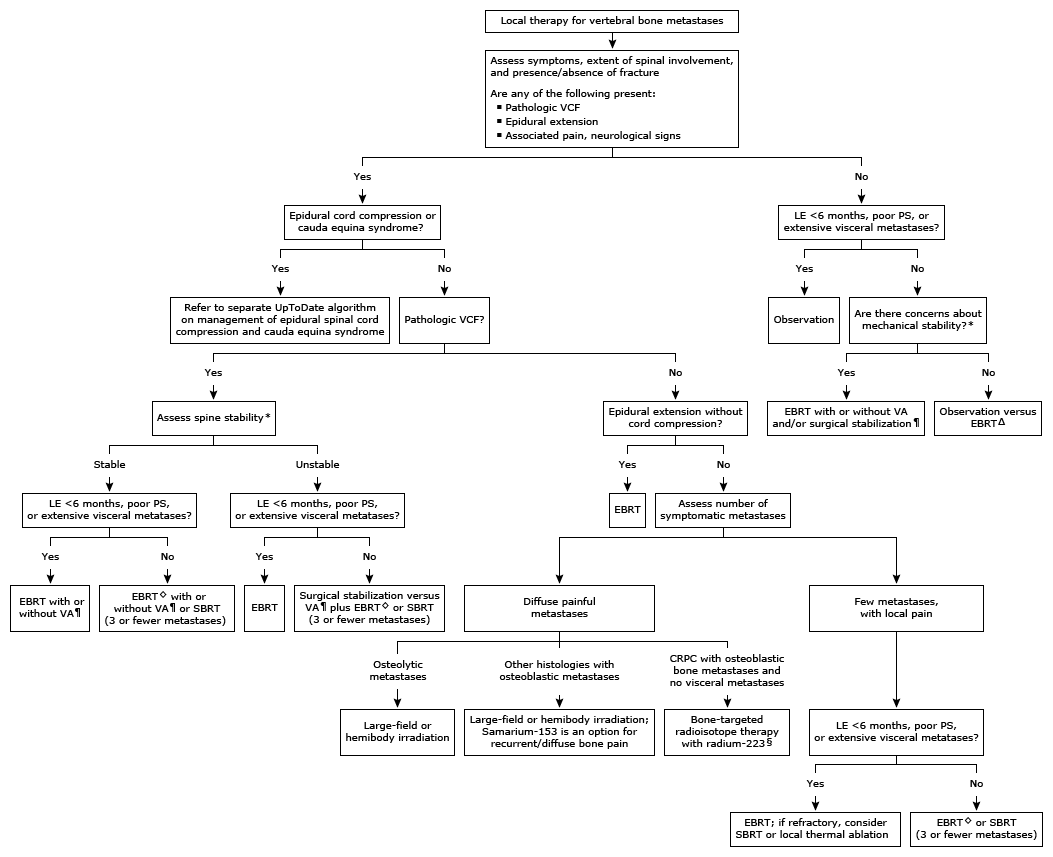 Local therapy for vertebral bone metastases
Assess symptoms, extent of spinal involvement,
and presence/absence of fracture
Are any of the following present:
▪ Pathologic VCF
▪ Epidural extension
▪ Associated pain, neurological signs
Yes
No
Epidural cord compression or
cauda equina syndrome?
LE <6 months, poor PS, or
extensive visceral metastases?
Yes
No
Yes
No
Refer to separate UpToDate algorithm
on management of epidural spinal cord
compression and cauda equina syndrome
Pathologic VCF?
Observation
Are there concerns about
mechanical stability?*
Yes
No
Yes
No
Assess spine stability*
Epidural extension without
cord compression?
EBRT with or without VA
and/or surgical stabilization¶
Observation versus
EBRTΔ
Stable
Unstable
Yes
No
LE <6 months, poor PS,
or extensive visceral metatases?
LE <6 months, poor PS,
or extensive visceral metatases?
EBRT
Assess number of
symptomatic metastases
Yes
No
Yes
No
EBRT with or
without VA¶
EBRT◇ with or
without VA¶ or SBRT
(3 or fewer metastases)
EBRT
Surgical stabilization versus
VA¶ plus EBRT◇ or SBRT
(3 or fewer metastases)
Diffuse painful
metastases
Few metastases,
with local pain
Osteolytic
metastases
Other histologies with
osteoblastic metastases
CRPC with osteoblastic
bone metastases and
no visceral metastases
Large-field or
hemibody irradiation
Large-field or hemibody irradiation;
Samarium-153 is an option for
recurrent/diffuse bone pain
Bone-targeted
radioisotope therapy
with radium-223§
LE <6 months, poor PS,
or extensive visceral metatases?
Yes
No
EBRT; if refractory, consider
SBRT or local thermal ablation
EBRT◇ or SBRT
(3 or fewer metastases)